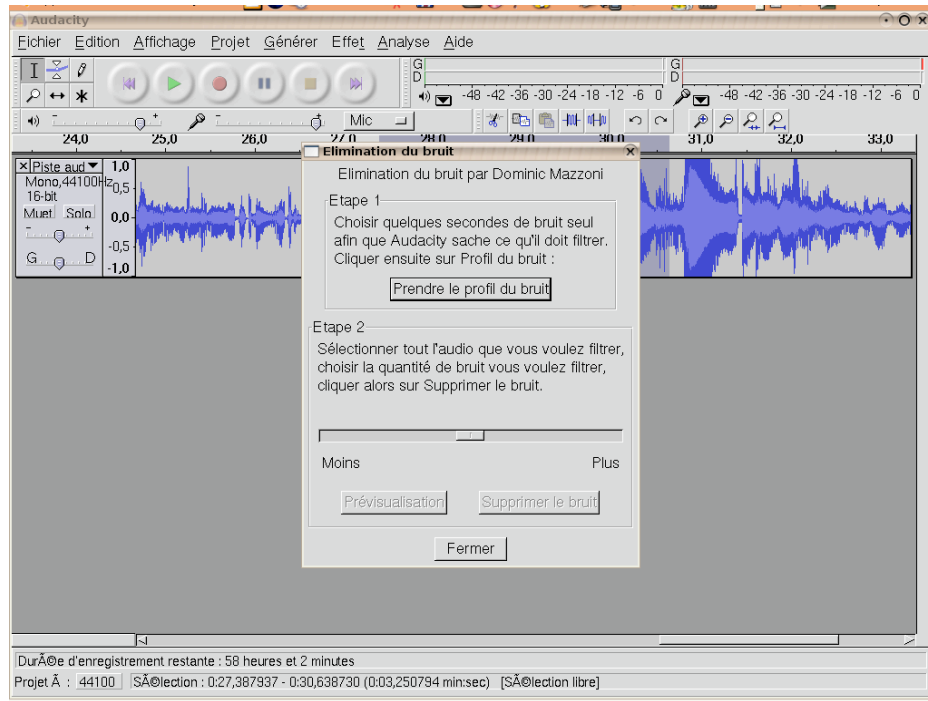 Audacity
Fichier Edition Affichage Projet Générer Effet Analyse Aide
G
D
-48 -42 -36 -30 -24 -18 -12 -6 0
G
D
-48 -42 -36 -30 -24 -18 -12 -6 0
Mic
24,0 25,0 26,0 27,0 28,0 29,0 30,0 31,0 32,0 33,0
Piste aud
Mono,44100Hz
16-bit
Muet Solo
- +
G D
1,0
0,5
0,0
-0,5
-1,0
Elimination du bruit
Elimination du bruit par Dominic Mazzoni
Etape 1
Choisir quelques secondes de bruit seul
afin que Audacity sache ce qu'il doit filtrer.
Cliquer ensuite sur Profil du bruit :
Prendre le profil du bruit
Etape 2
Sélectionner tout l'audio que vous voulez filtrer,
choisir la quantité de bruit vous voulez filtrer,
cliquer alors sur Supprimer le bruit.
Moins Plus
Prévisualisation Supprimer le bruit
Fermer
DurÃ©e d'enregistrement restante : 58 heures et 2 minutes
Projet Ã : 44100 SÃ©lection : 0:27,387937 - 0:30,638730 (0:03,250794 min:sec) [SÃ©lection libre]